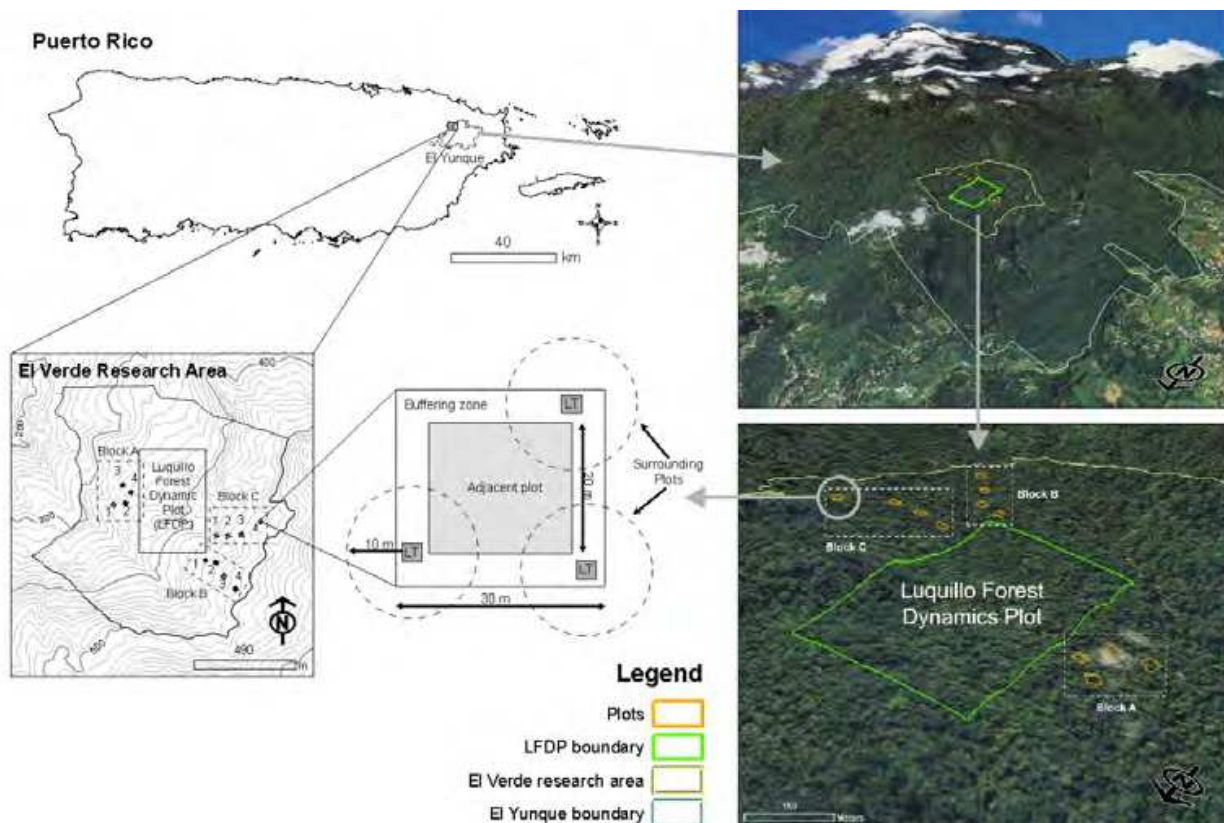 Puerto Rico
El Yunque
40
km
El Verde Research Area
400
Block A
3
4
1
2
Luquillo
Forest
Dynamic
Plot
(LFDP)
Block C
1 2 3
4
1
2
3
4
Block B
N
490
m
Buffering zone
LT
Adjacent plot
20 m
Surrounding
Plots
10 m
LT
LT
30 m
Legend
Plots
LFDP boundary
El Verde research area
El Yunque boundary
N
Block B
Block C
Luquillo Forest
Dynamics Plot
Block A
Meters